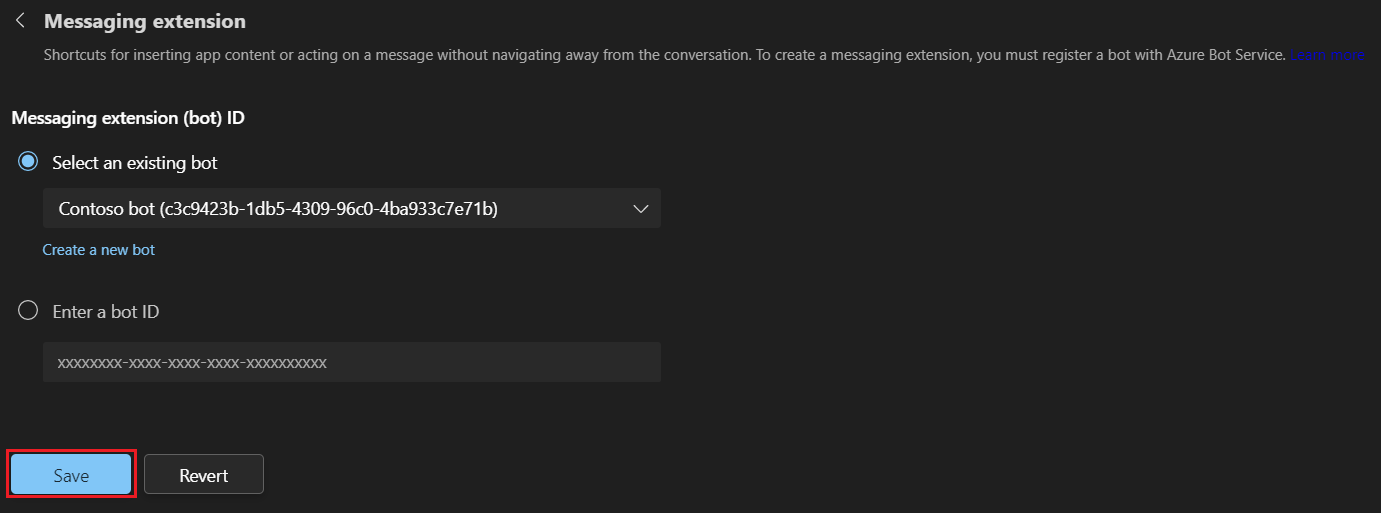 Messaging extension
Shortcuts for inserting app content or acting on a message without navigating away from the conversation. To create a messaging extension, you must register a bot with Azure Bot Service. Learn more
Messaging extension (bot) ID
Select an existing bot
Contoso bot (c3c9423b-1db5-4309-96c0-4ba933c7e71b)
Create a new bot
Enter a bot ID
xxxxxxxx-xxxx-xxxx-xxxx-xxxxxxxxxx
Save
Revert